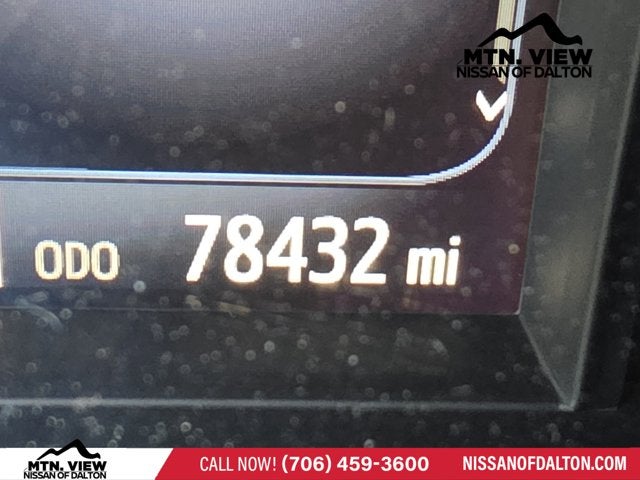 MTN. VIEW
NISSAN OF DALTON
ODO 78432 mi
MTN. VIEW
NISSAN OF DALTON
CALL NOW! (706) 459-3600
NISSANOFDALTON.COM